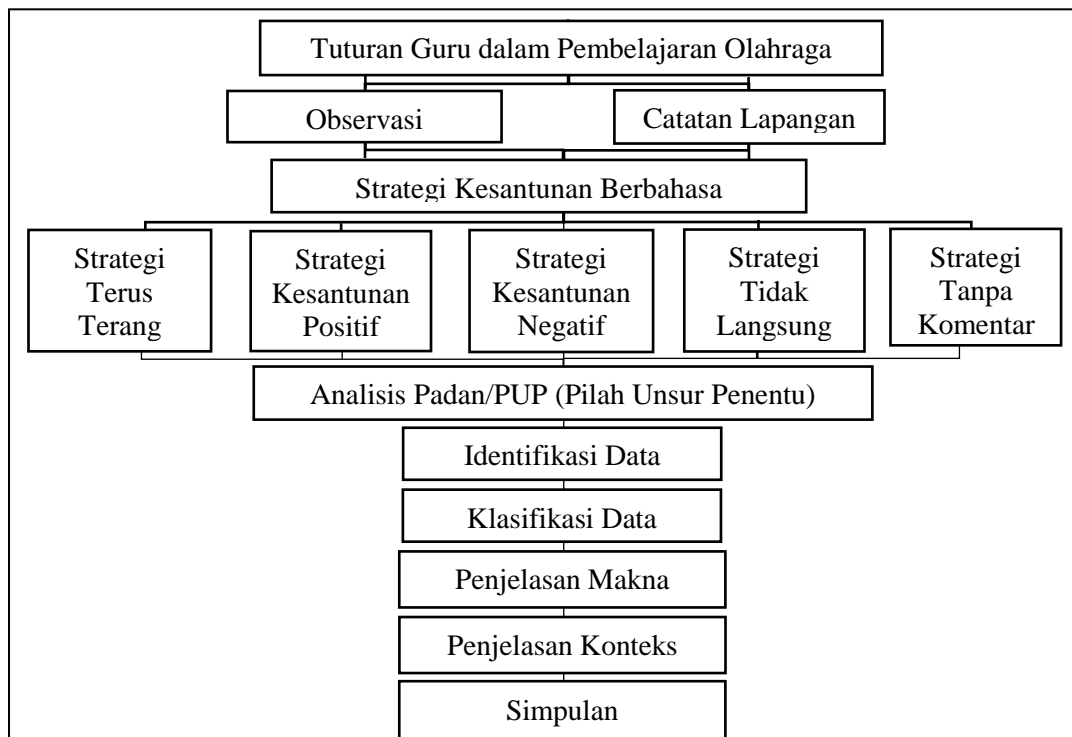 Tuturan Guru dalam Pembelajaran Olahraga
Observasi
Catatan Lapangan
Strategi Kesantunan Berbahasa
Strategi
Terus
Terang
Strategi
Kesantunan
Positif
Strategi
Kesantunan
Negatif
Strategi
Tidak
Langsung
Strategi
Tanpa
Komentar
Analisis Padan/PUP (Pilah Unsur Penentu)
Identifikasi Data
Klasifikasi Data
Penjelasan Makna
Penjelasan Konteks
Simpulan